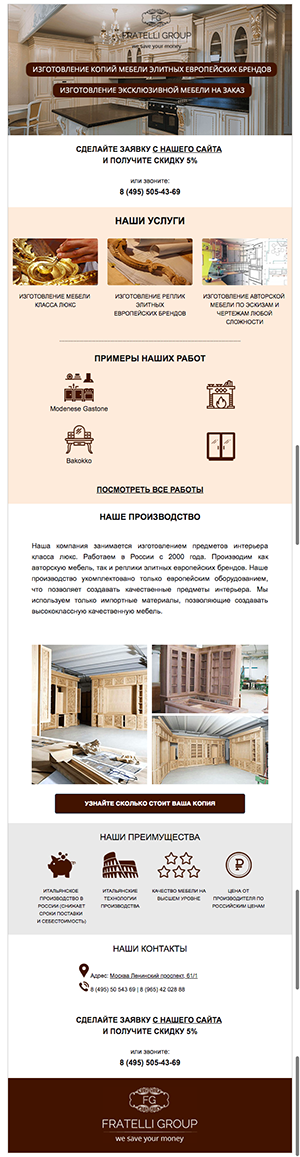 FG
FRATELLI GROUP
we save your money
ИЗГОТОВЛЕНИЕ КОПИЙ МЕБЕЛИ ЭЛИТНЫХ ЕВРОПЕЙСКИХ БРЕНДОВ
ИЗГОТОВЛЕНИЕ ЭКСКЛЮЗИВНОЙ МЕБЕЛИ НА ЗАКАЗ
СДЕЛАЙТЕ ЗАЯВКУ С НАШЕГО САЙТА
И ПОЛУЧИТЕ СКИДКУ 5%
или звоните:
8 (495) 505-43-69
НАШИ УСЛУГИ
ИЗГОТОВЛЕНИЕ МЕБЕЛИ
КЛАССА ЛЮКС
ИЗГОТОВЛЕНИЕ РЕПЛИК
ЭЛИТНЫХ
ЕВРОПЕЙСКИХ БРЕНДОВ
ИЗГОТОВЛЕНИЕ АВТОРСКОЙ
МЕБЕЛИ ПО ЭСКИЗАМ И
ЧЕРТЕЖАМ ЛЮБОЙ
СЛОЖНОСТИ
ПРИМЕРЫ НАШИХ РАБОТ
Modenese Gastone
Bakokko
ПОСМОТРЕТЬ ВСЕ РАБОТЫ
НАШЕ ПРОИЗВОДСТВО
Наша компания занимается изготовлением предметов интерьера
класса люкс. Работаем в России с 2000 года. Производим как
авторскую мебель, так и реплики элитных европейских брендов. Наше
производство укомплектовано только европейским оборудованием,
что позволяет создавать качественные предметы интерьера. Мы
используем только импортные материалы, позволяющие создавать
высококлассную качественную мебель.
УЗНАЙТЕ СКОЛЬКО СТОИТ ВАША КОПИЯ
НАШИ ПРЕИМУЩЕСТВА
ИТАЛЬЯНСКОЕ
ПРОИЗВОДСТВО В
РОССИИ (СНИЖАЕТ
СРОКИ ПОСТАВКИ
И СЕБЕСТОИМОСТЬ)
ИТАЛЬЯНСКИЕ
ТЕХНОЛОГИИ
ПРОИЗВОДСТВА
КАЧЕСТВО МЕБЕЛИ НА
ВЫСШЕМ УРОВНЕ
ЦЕНА ОТ
ПРОИЗВОДИТЕЛЯ ПО
РОССИЙСКИМ ЦЕНАМ
НАШИ КОНТАКТЫ
Адрес: Москва Ленинский проспект, 61/1
8 (495) 50 543 69 | 8 (965) 42 028 88
СДЕЛАЙТЕ ЗАЯВКУ С НАШЕГО САЙТА
И ПОЛУЧИТЕ СКИДКУ 5%
или звоните:
8 (495) 505-43-69
FG
FRATELLI GROUP
we save your money